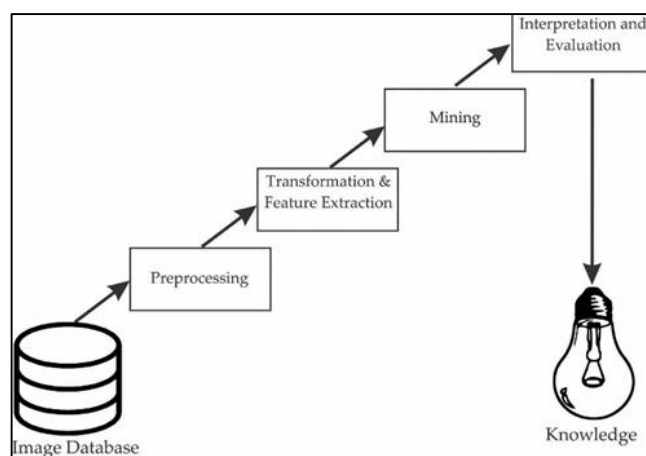 Interpretation and
Evaluation
Mining
Transformation &
Feature Extraction
Preprocessing
Image Database
Knowledge